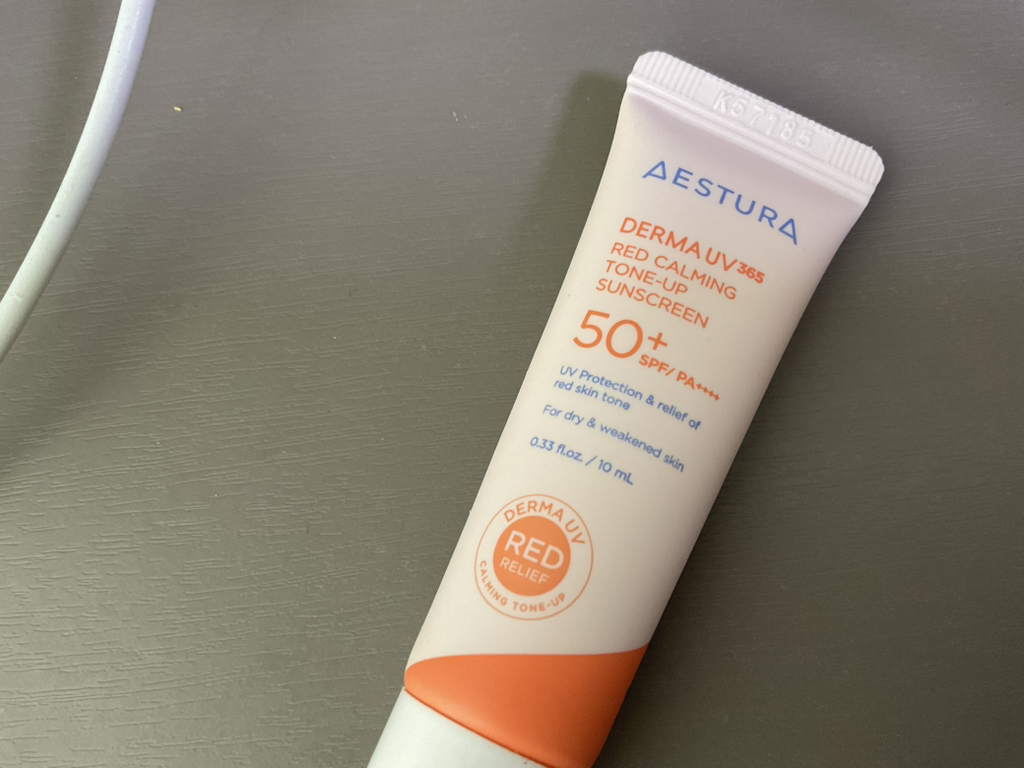 K57185
AESTURA
DERMA UV 365
RED CALMING
TONE-UP
SUNSCREEN
50+
SPF/ PA++++
UV Protection & relief of
red skin tone
For dry & weakened skin
0.33 fl.oz. / 10 mL
DERMA UV
RED
RELIEF
CALMING TONE-UP